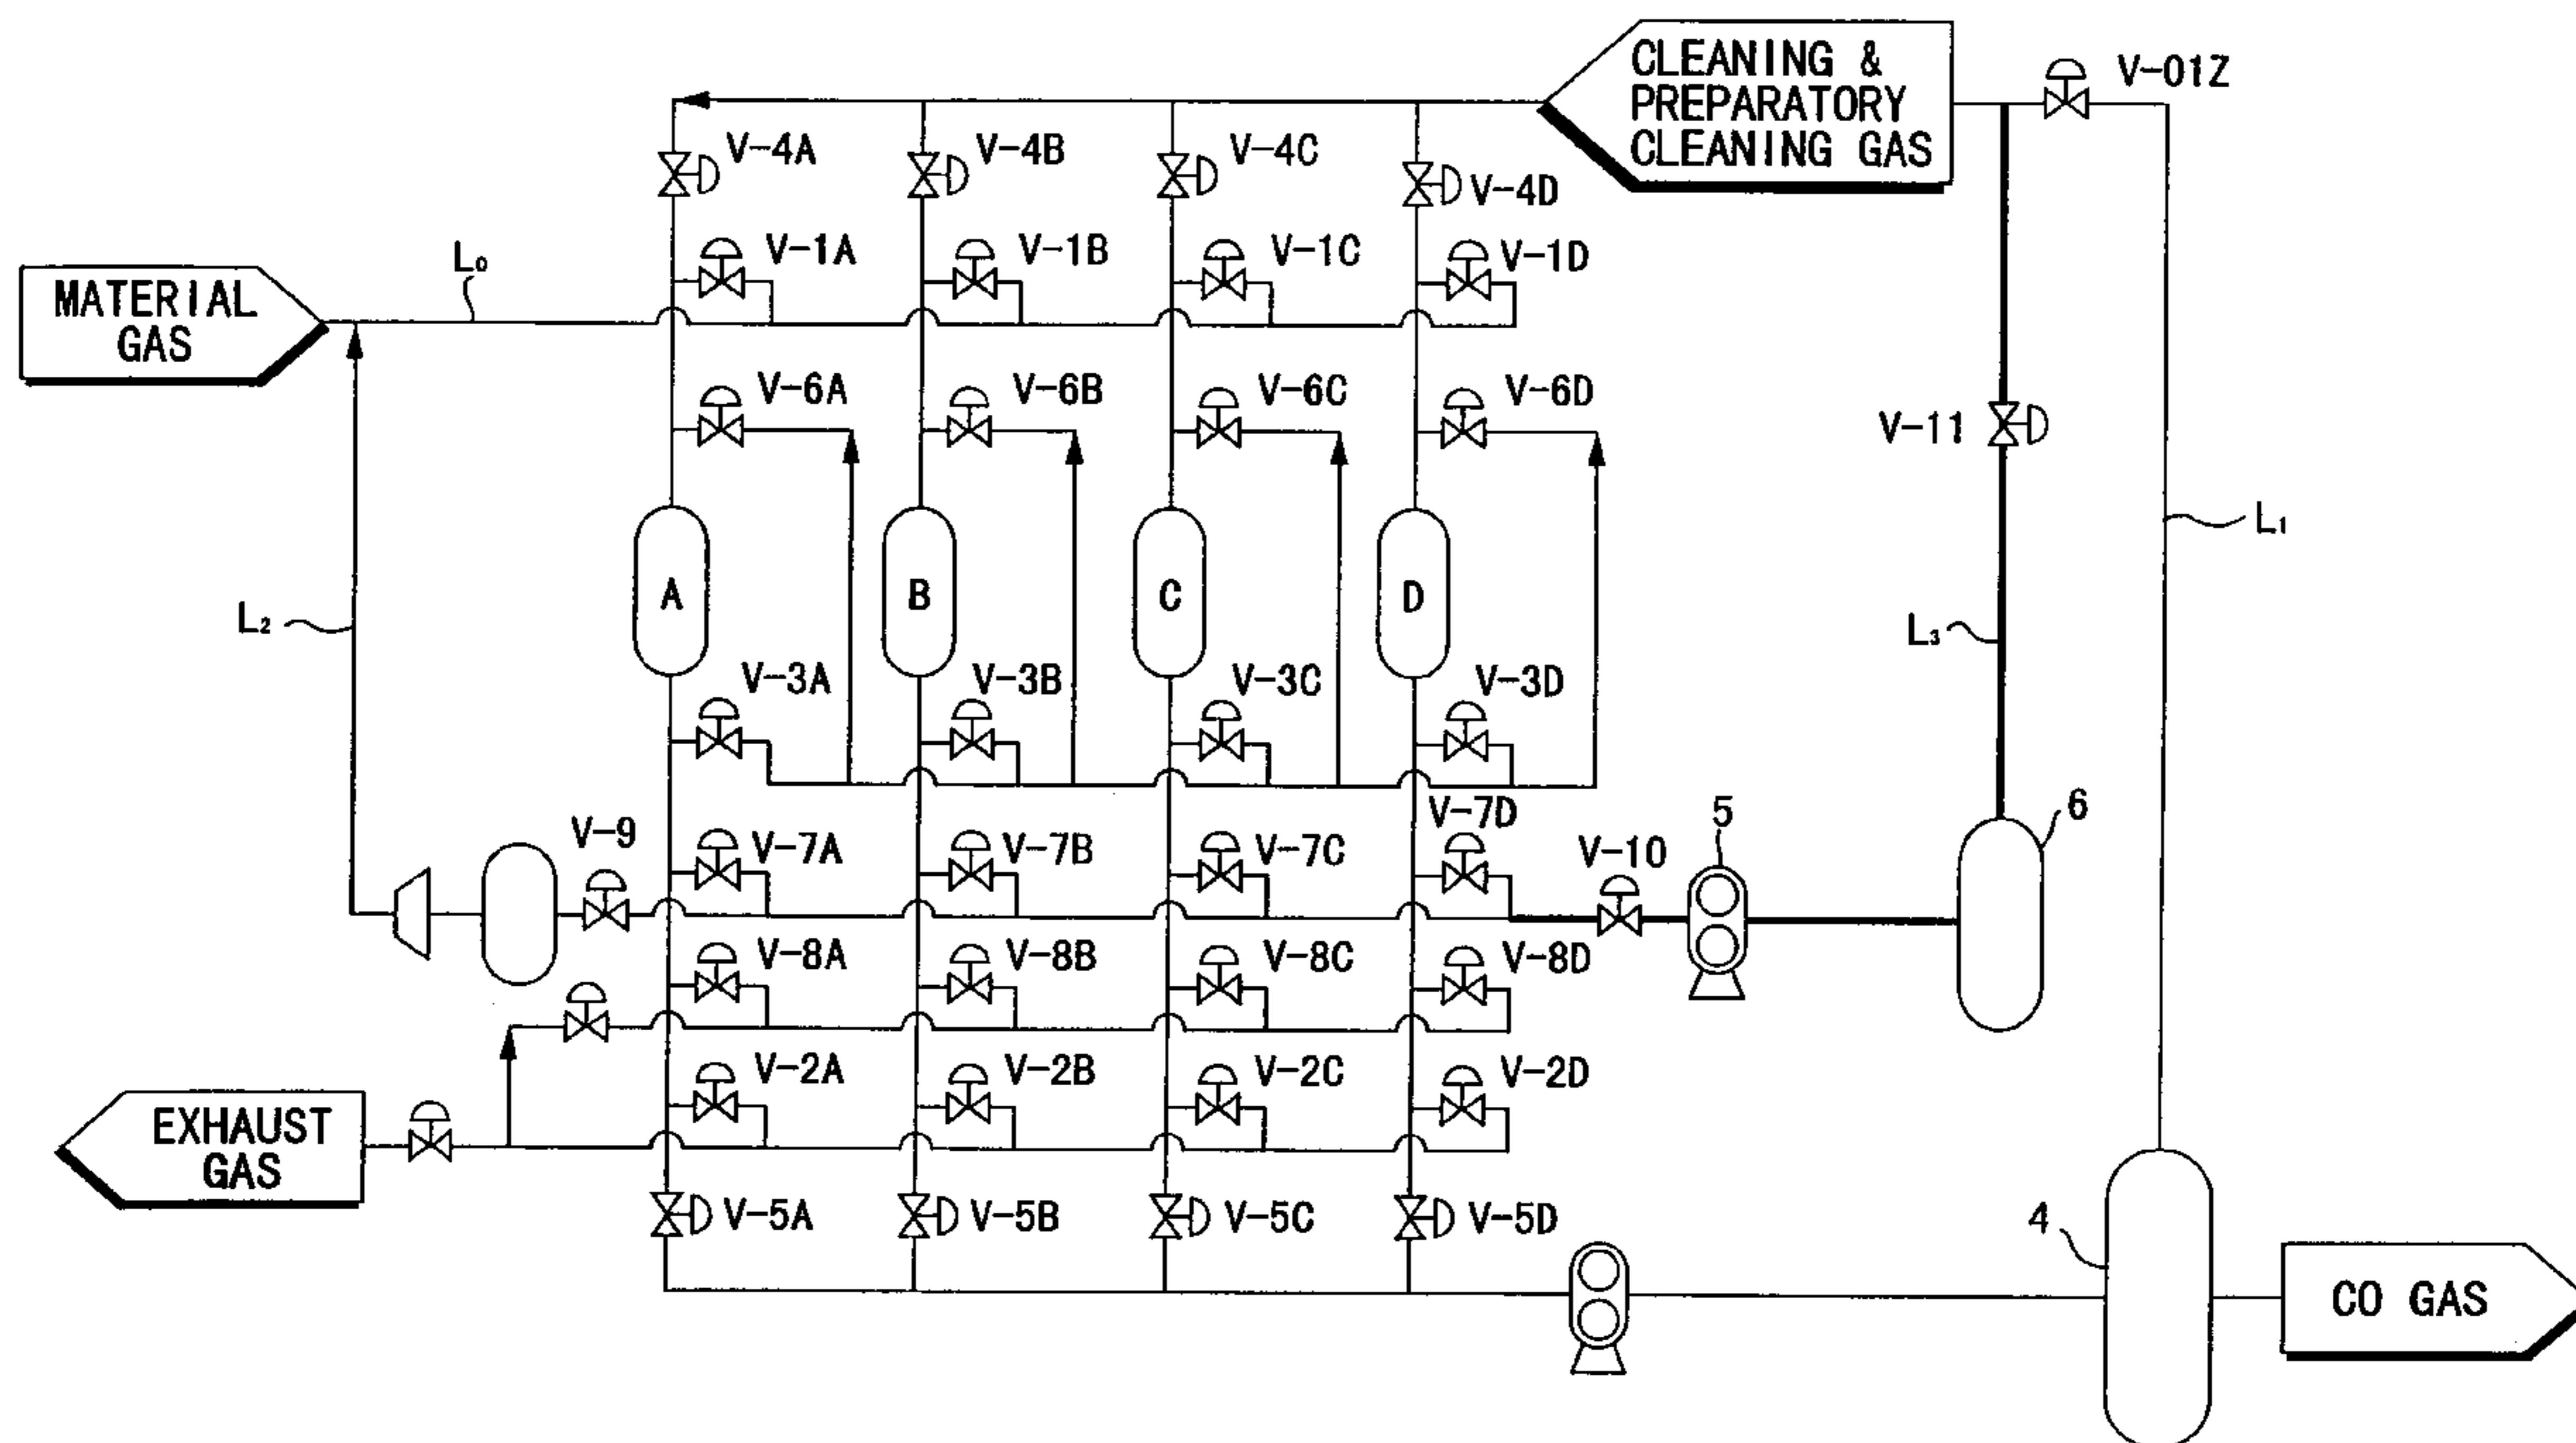 CLEANING &
PREPARATORY
CLEANING GAS
V-01Z
V-4A
V-4B
V-4C
V-4D
V-1A
V-1B
V-1C
V-1D
L₀
MATERIAL
GAS
V-6A
V-6B
V-6C
V-6D
V-11
L₁
A
B
C
D
L₂
L₃
V-3A
V-3B
V-3C
V-3D
V-9
V-7A
V-7B
V-7C
V-7D
V-10
5
6
V-8A
V-8B
V-8C
V-8D
V-2A
V-2B
V-2C
V-2D
EXHAUST
GAS
V-5A
V-5B
V-5C
V-5D
4
CO GAS